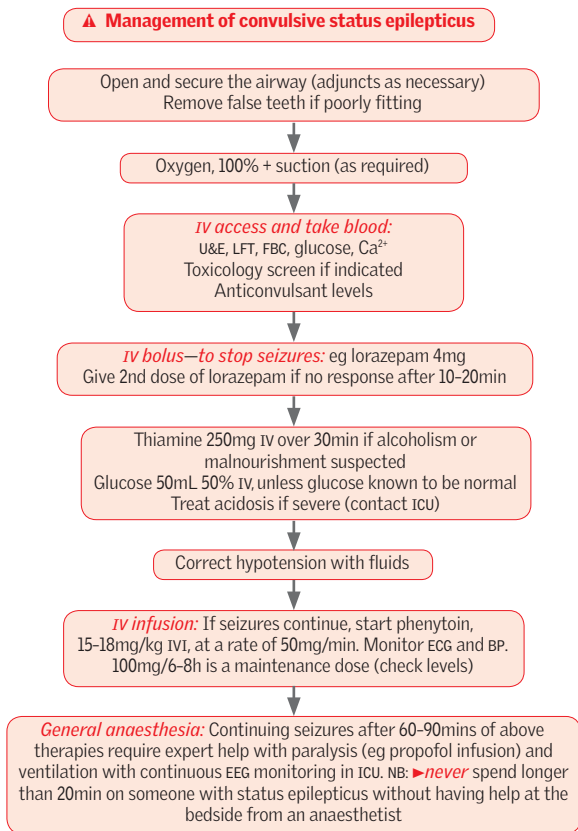 ⚠ Management of convulsive status epilepticus
Open and secure the airway (adjuncts as necessary)
Remove false teeth if poorly fitting
Oxygen, 100% + suction (as required)
IV access and take blood:
U&E, LFT, FBC, glucose, Ca²⁺
Toxicology screen if indicated
Anticonvulsant levels
IV bolus—to stop seizures: eg lorazepam 4mg
Give 2nd dose of lorazepam if no response after 10–20min
Thiamine 250mg IV over 30min if alcoholism or
malnourishment suspected
Glucose 50mL 50% IV, unless glucose known to be normal
Treat acidosis if severe (contact ICU)
Correct hypotension with fluids
IV infusion: If seizures continue, start phenytoin,
15–18mg/kg IVI, at a rate of 50mg/min. Monitor ECG and BP.
100mg/6–8h is a maintenance dose (check levels)
General anaesthesia: Continuing seizures after 60–90mins of above
therapies require expert help with paralysis (eg propofol infusion) and
ventilation with continuous EEG monitoring in ICU. NB: ►never spend longer
than 20min on someone with status epilepticus without having help at the
bedside from an anaesthetist